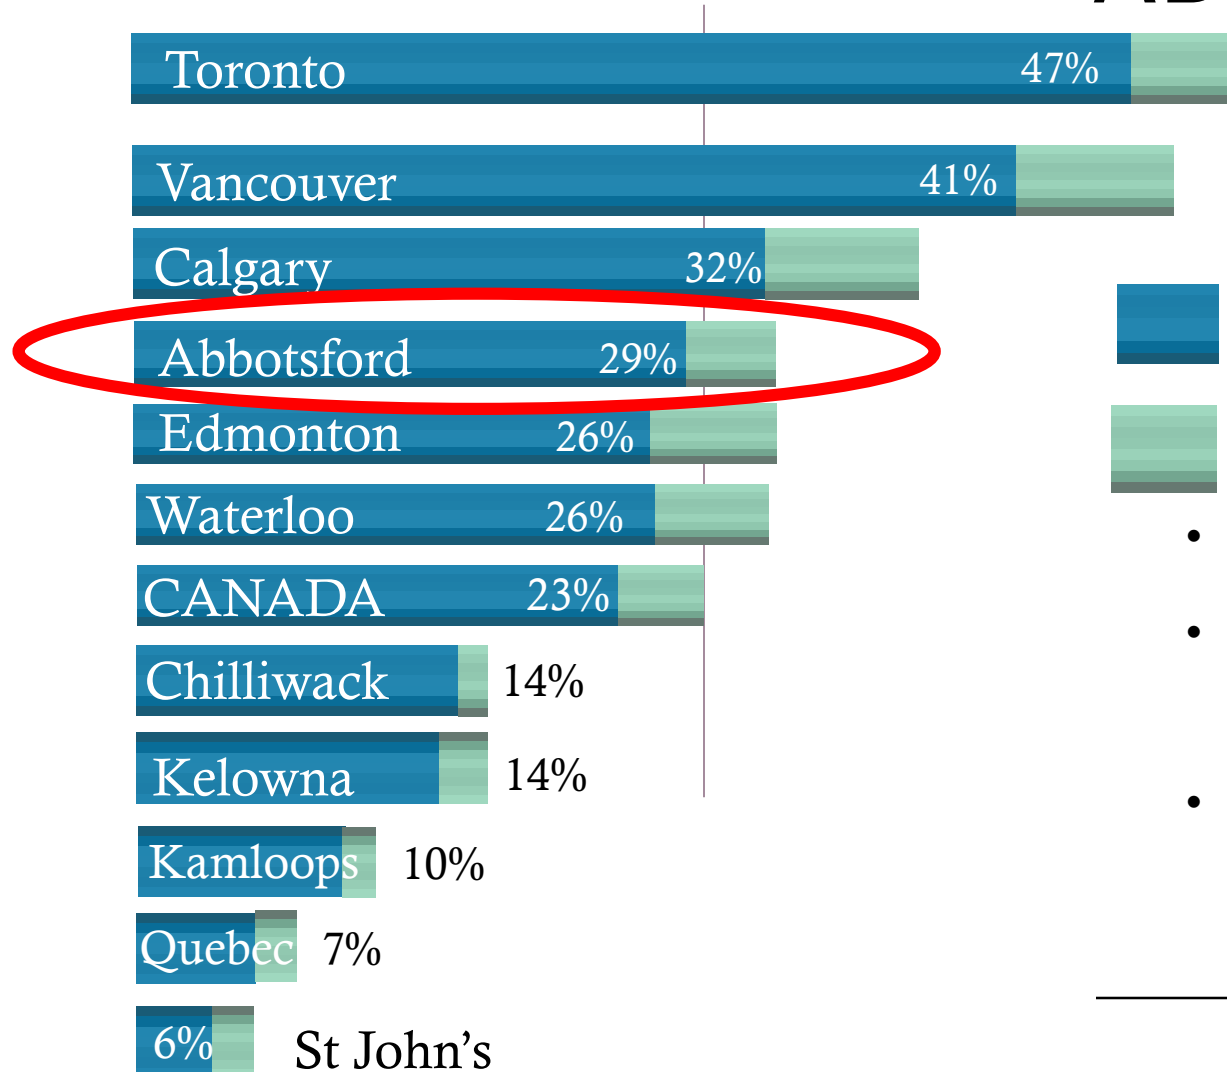 Toronto 47%
Vancouver 41%
Calgary 32%
Abbotsford 29%
Edmonton 26%
Waterloo 26%
CANADA 23%
Chilliwack 14%
Kelowna 14%
Kamloops 10%
Quebec 7%
6% St John’s